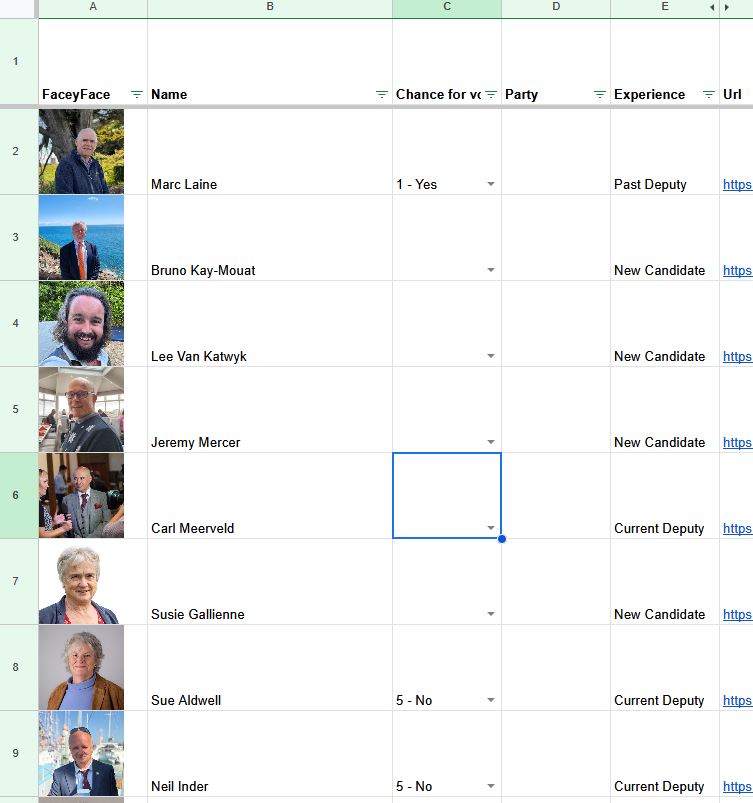 A B C D E
1 FaceyFace Name Chance for vo Party Experience Url
2 Marc Laine 1 - Yes Past Deputy https
3 Bruno Kay-Mouat New Candidate https
4 Lee Van Katwyk New Candidate https
5 Jeremy Mercer New Candidate https
6 Carl Meerveld Current Deputy https
7 Susie Gallienne New Candidate https
8 Sue Aldwell 5 - No Current Deputy https
9 Neil Inder 5 - No Current Deputy https